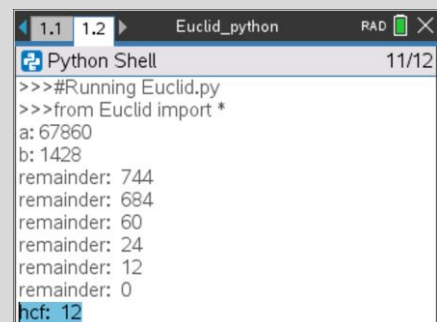 1.1 1.2 Euclid_python RAD
Python Shell 11/12
>>>#Running Euclid.py
>>>from Euclid import *
a: 67860
b: 1428
remainder: 744
remainder: 684
remainder: 60
remainder: 24
remainder: 12
remainder: 0
hcf: 12